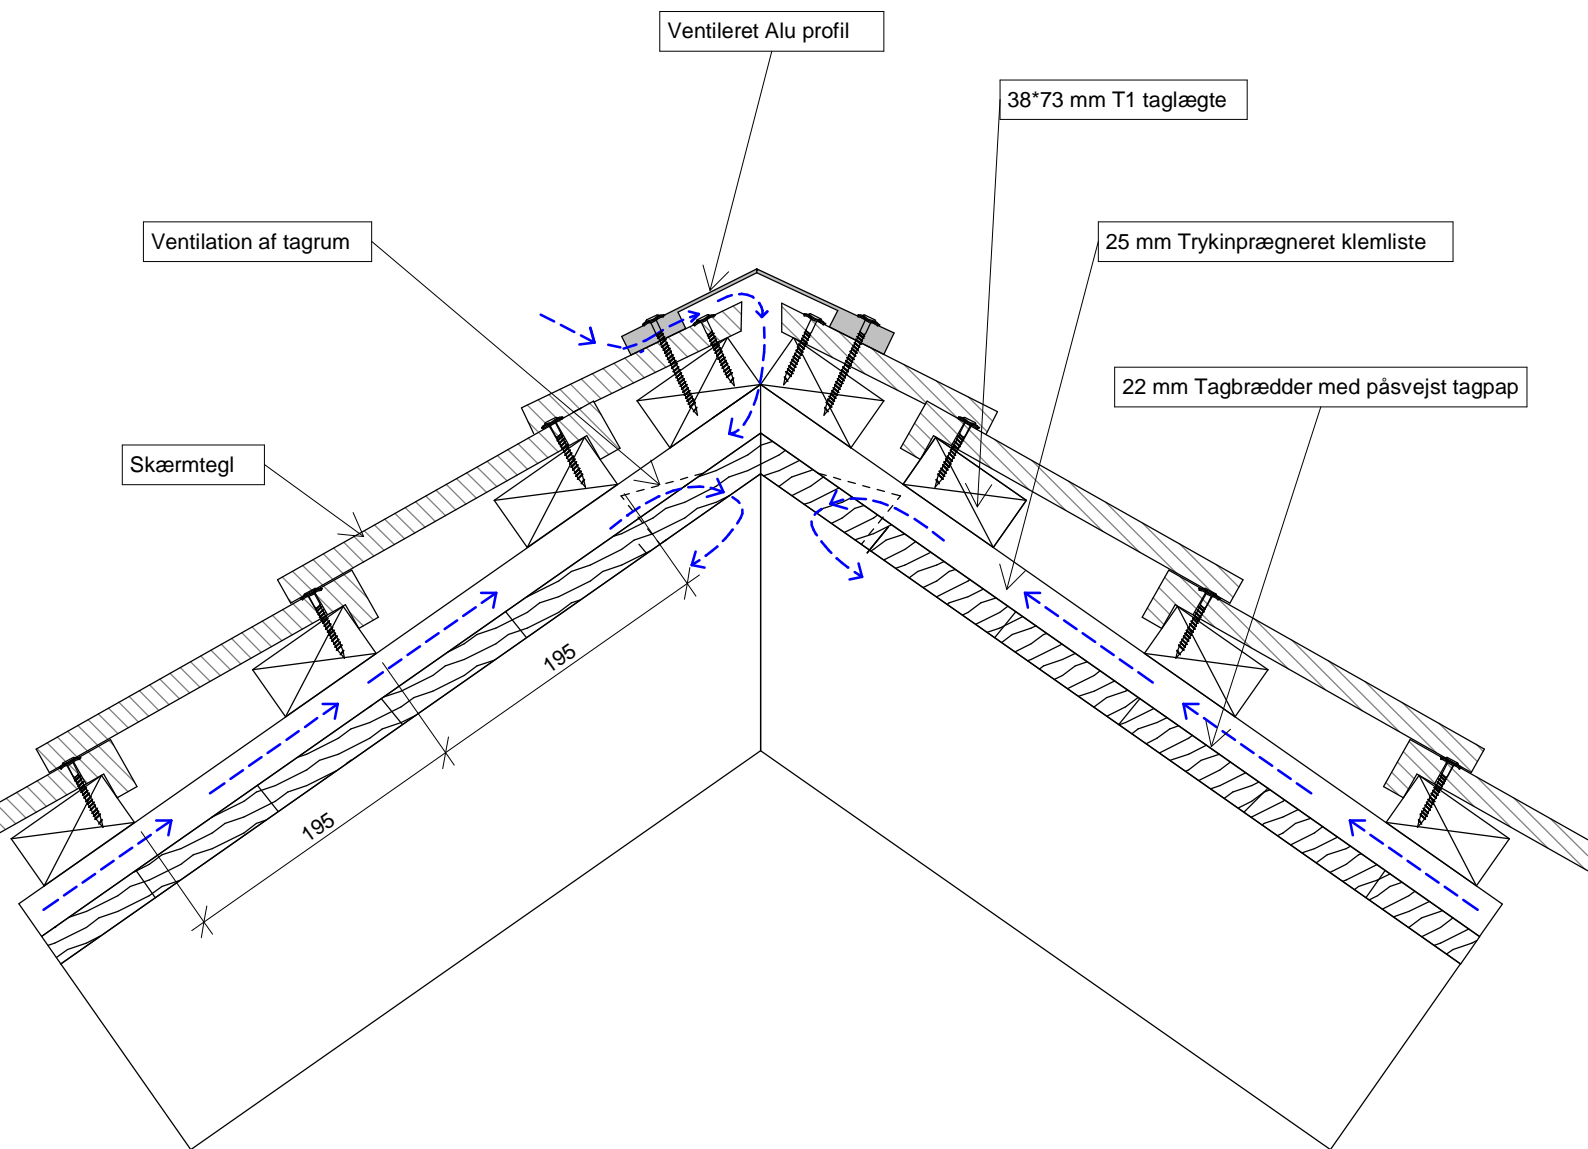 Ventileret Alu profil
38*73 mm T1 taglægte
Ventilation af tagrum
25 mm Trykinprægneret klemliste
22 mm Tagbrædder med påsvejst tagpap
Skærmtegl
195
195